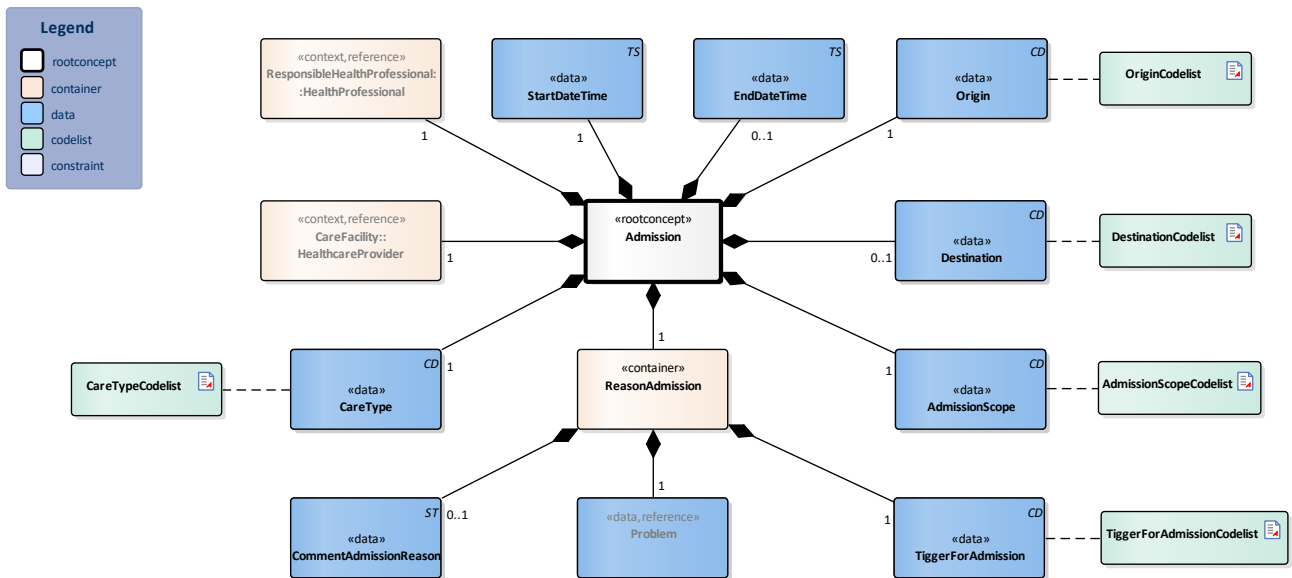 Legend
rootconcept
container
data
codelist
constraint
«context,reference»
ResponsibleHealthProfessional:
:HealthProfessional
1
TS
«data»
StartDateTime
1
TS
«data»
EndDateTime
0..1
CD
«data»
Origin
1
OriginCodelist
«context,reference»
CareFacility::
HealthcareProvider
1
«rootconcept»
Admission
CD
«data»
Destination
0..1
DestinationCodelist
CareTypeCodelist
CD
«data»
CareType
1
1
«container»
ReasonAdmission
CD
«data»
AdmissionScope
1
AdmissionScopeCodelist
ST
«data»
CommentAdmissionReason
0..1
1
«data,reference»
Problem
CD
«data»
TiggerForAdmission
1
TiggerForAdmissionCodelist